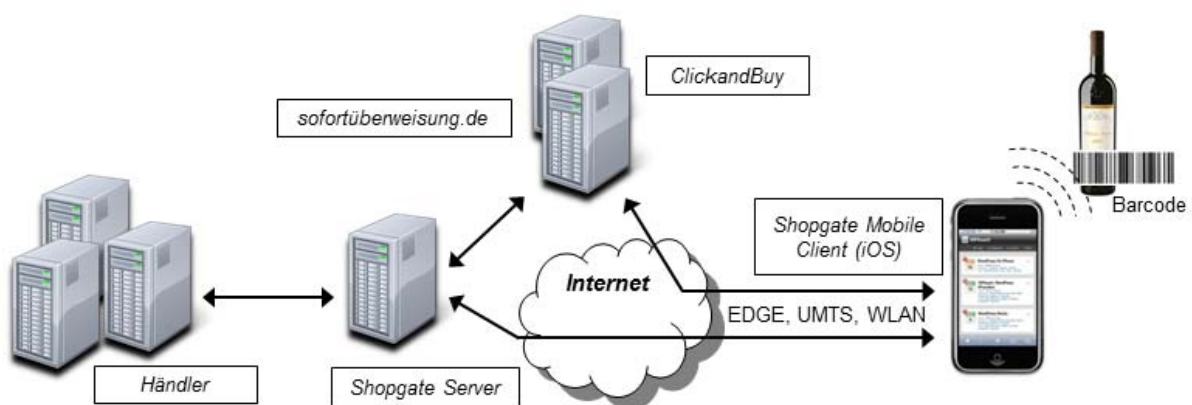 ClickandBuy
sofortüberweisung.de
Barcode
Shopgate Mobile
Client (iOS)
Internet
EDGE, UMTS, WLAN
Händler
Shopgate Server